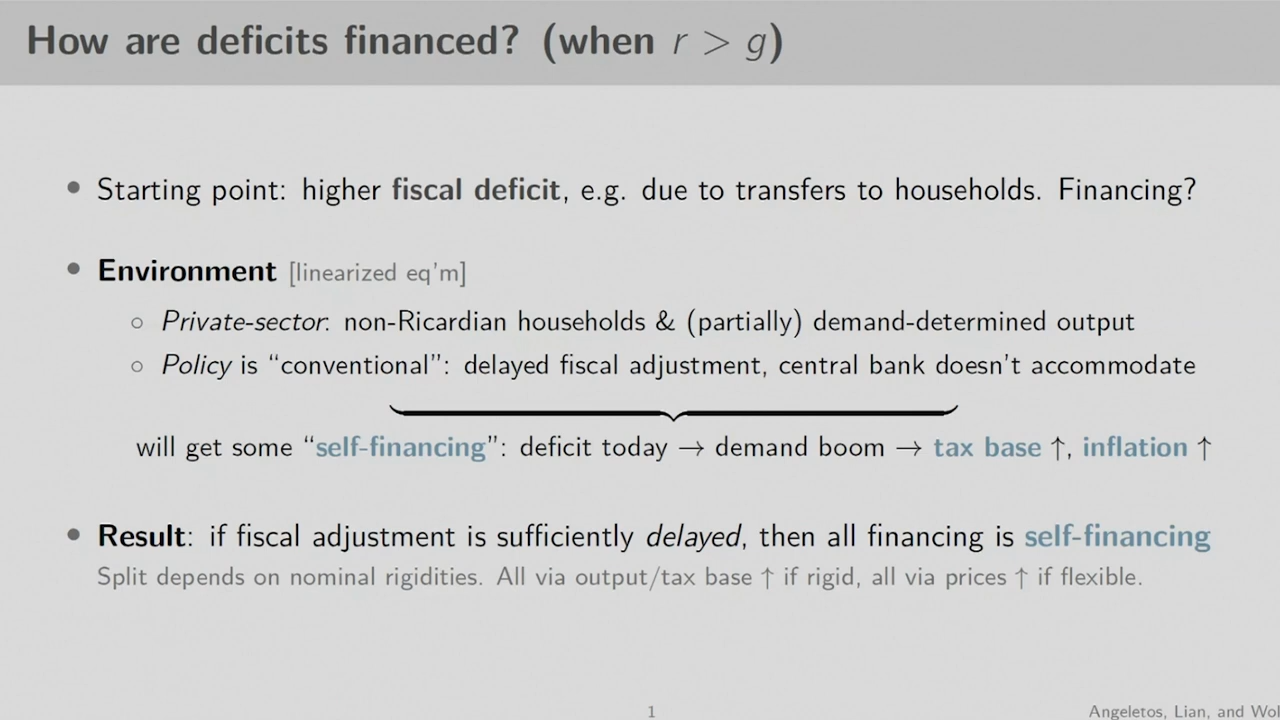 How are deficits financed? (when r > g)
• Starting point: higher fiscal deficit, e.g. due to transfers to households. Financing?
• Environment [linearized eq'm]
○ Private-sector: non-Ricardian households & (partially) demand-determined output
○ Policy is “conventional”: delayed fiscal adjustment, central bank doesn't accommodate
will get some “self-financing”: deficit today → demand boom → tax base ↑, inflation ↑
• Result: if fiscal adjustment is sufficiently delayed, then all financing is self-financing
Split depends on nominal rigidities. All via output/tax base ↑ if rigid, all via prices ↑ if flexible.
1
Angeletos, Lian, and Wol